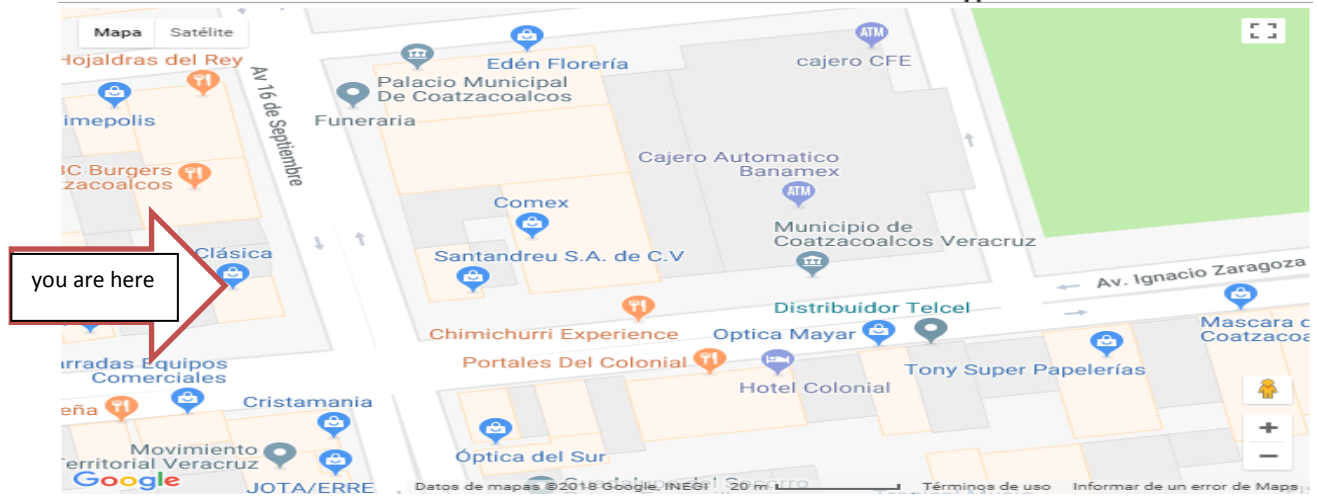 Mapa
Satélite
Hojaldras del Rey
Edén Florería
cajero CFE
Palacio Municipal
De Coatzacoalcos
Av 16 de Septiembre
imepolis
Funeraria
BC Burgers
zacoalcos
Cajero Automatico
Banamex
ATM
ATM
Comex
Municipio de
Coatzacoalcos Veracruz
Clásica
Santandreu S.A. de C.V
you are here
Av. Ignacio Zaragoza
Distribuidor Telcel
Chimichurri Experience
Optica Mayar
Mascara
Coatzacoa
arradas Equipos
Comerciales
Portales Del Colonial
Tony Super Papelerías
Hotel Colonial
eña
Cristamania
Movimiento
Territorial Veracruz
Óptica del Sur
Google
JOTA/ERRE
Datos de mapas ©2018 Google, INEGI
20 m
Términos de uso
Informar de un error de Maps